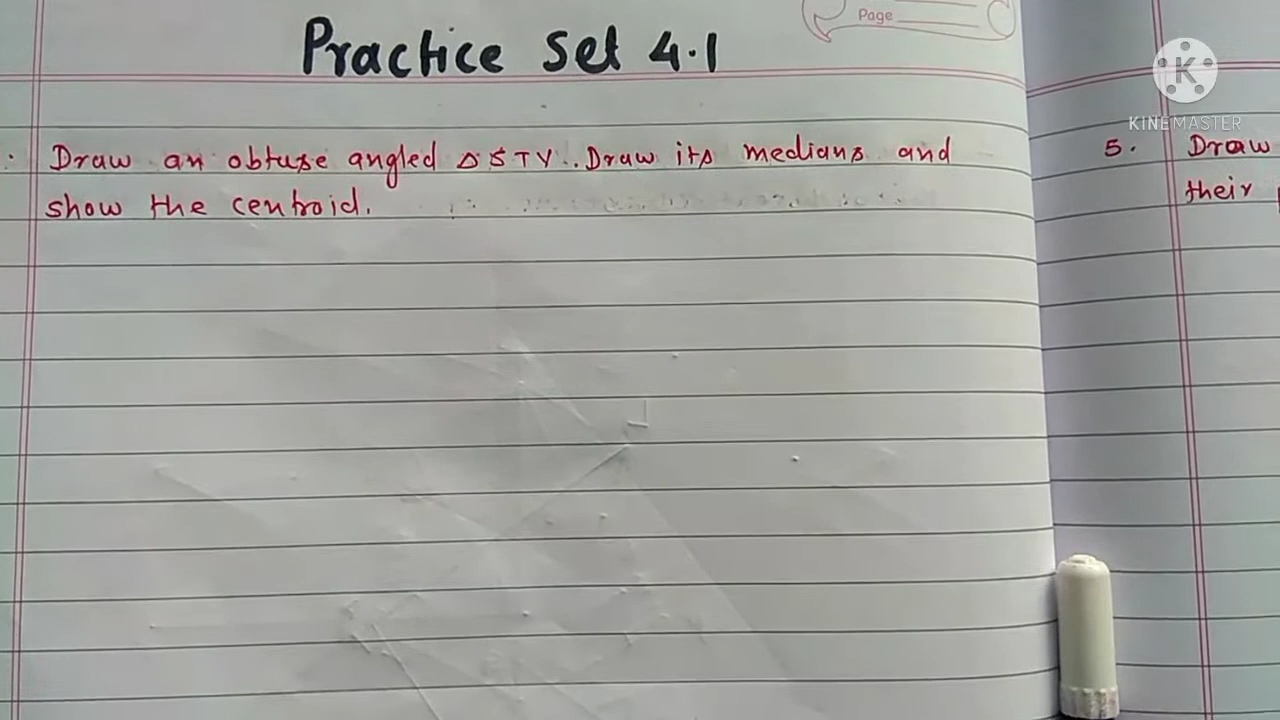 Page
Practice Set 4.1
Draw an obtuse angled △STV. Draw its medians and
show the centroid.
5. Draw
their
K
KINEMASTER